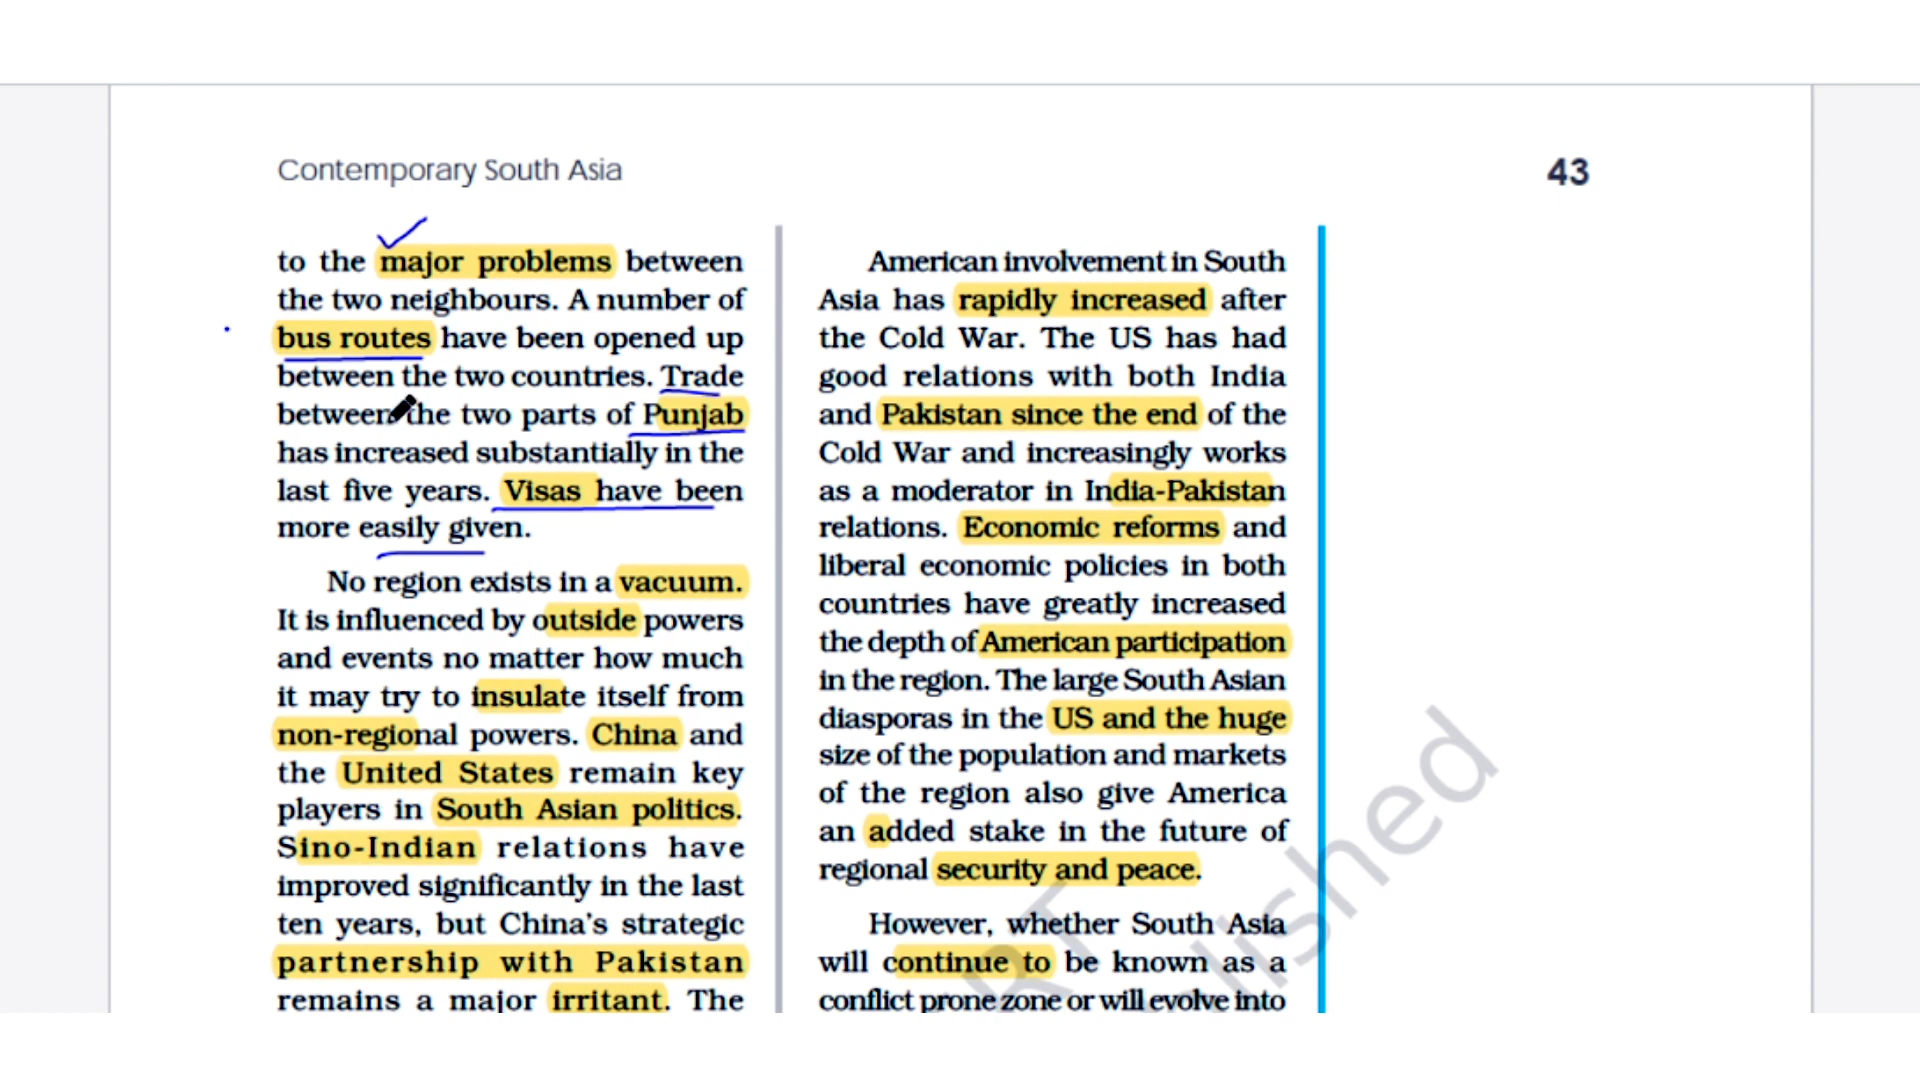 Contemporary South Asia
43
to the major problems between
the two neighbours. A number of
bus routes have been opened up
between the two countries. Trade
between the two parts of Punjab
has increased substantially in the
last five years. Visas have been
more easily given.
No region exists in a vacuum.
It is influenced by outside powers
and events no matter how much
it may try to insulate itself from
non-regional powers. China and
the United States remain key
players in South Asian politics.
Sino-Indian relations have
improved significantly in the last
ten years, but China's strategic
partnership with Pakistan
remains a major irritant. The
American involvement in South
Asia has rapidly increased after
the Cold War. The US has had
good relations with both India
and Pakistan since the end of the
Cold War and increasingly works
as a moderator in India-Pakistan
relations. Economic reforms and
liberal economic policies in both
countries have greatly increased
the depth of American participation
in the region. The large South Asian
diasporas in the US and the huge
size of the population and markets
of the region also give America
an added stake in the future of
regional security and peace.
However, whether South Asia
will continue to be known as a
conflict prone zone or will evolve into